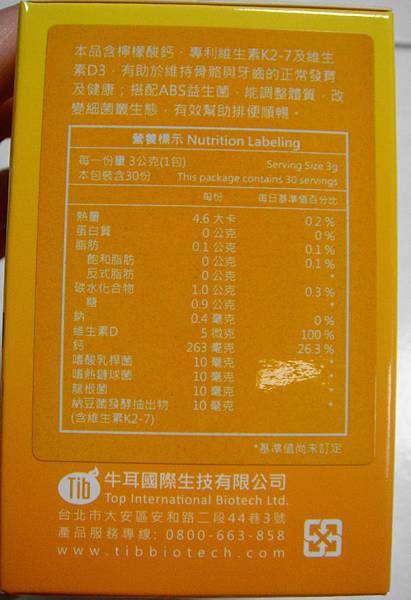 本品含檸檬酸鈣、專利維生素K2-7及維生
素D3，有助於維持骨骼與牙齒的正常發育
及健康；搭配ABS益生菌，能調整體質，改
變細菌叢生態，有效幫助排便順暢。
營養標示 Nutrition Labeling
每一份量 3公克(1包) Serving Size 3g
本包裝含30份 This package contains 30 servings
每份 每日基準值百分比
熱量 4.6 大卡 0.2 %
蛋白質 0 公克 0 %
脂肪 0.1 公克 0.1 %
飽和脂肪 0 公克 0.1 %
反式脂肪 0 公克 *
碳水化合物 1.0 公克 0.3 %
糖 0.9 公克 *
鈉 0.4 毫克 0 %
維生素D 5 微克 100 %
鈣 263 毫克 26.3 %
嗜酸乳桿菌 10 毫克
嗜熱鏈球菌 10 毫克
龍根菌 10 毫克 *
納豆菌發酵抽出物 10 毫克 *
(含維生素K2-7)
*基準值尚未訂定
Tib 牛耳國際生技有限公司
Top International Biotech Ltd.
台北市大安區安和路二段44巷3號
產品服務專線: 0800-663-858
www.tibbiotech.com